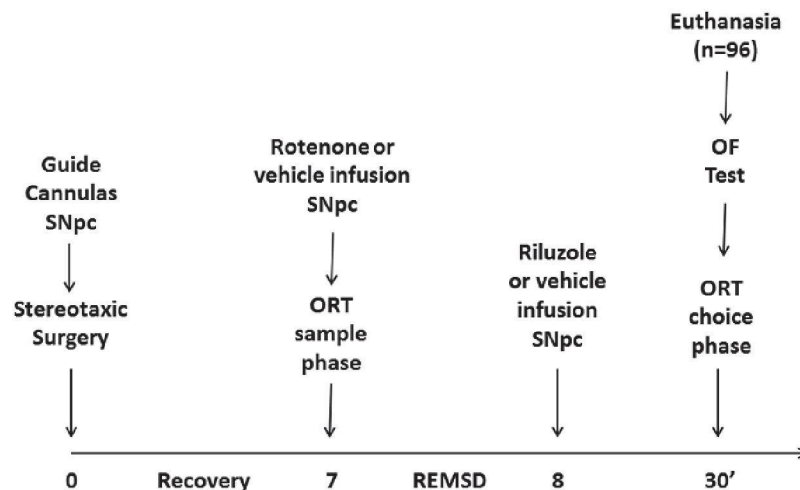 Euthanasia
(n=96)
OF
Test
Guide
Cannulas
SNpc
Rotenone or
vehicle infusion
SNpc
Riluzole
or vehicle
infusion
SNpc
Stereotaxic
Surgery
ORT
sample
phase
ORT
choice
phase
0 Recovery 7 REMSD 8 30'